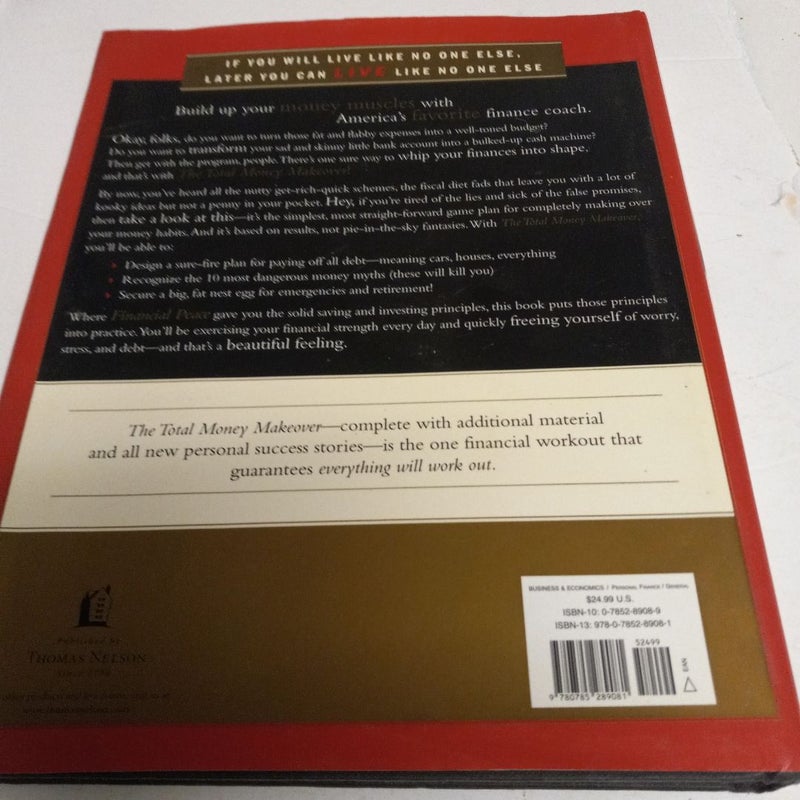 IF YOU WILL LIVE LIKE NO ONE ELSE,
LATER YOU CAN LIVE LIKE NO ONE ELSE
Build up your money muscles with
America's favorite finance coach.
Okay, folks, do you want to turn those fat and flabby expenses into a well-toned budget?
Do you want to transform your sad and skinny little bank account into a bulked-up cash machine?
Then get with the program, people. There's one sure way to whip your finances into shape,
and that's with The Total Money Makeover!
By now, you've heard all the nutty get-rich-quick schemes, the fiscal diet fads that leave you with a lot of
kooky ideas but not a penny in your pocket. Hey, if you're tired of the lies and sick of the false promises,
then take a look at this—it's the simplest, most straight-forward game plan for completely making over
your money habits. And it's based on results, not pie-in-the-sky fantasies. With The Total Money Makeover,
you'll be able to:
Design a sure-fire plan for paying off all debt—meaning cars, houses, everything
Recognize the 10 most dangerous money myths (these will kill you)
Secure a big, fat nest egg for emergencies and retirement!
Where Financial Peace gave you the solid saving and investing principles, this book puts those principles
into practice. You'll be exercising your financial strength every day and quickly freeing yourself of worry,
stress, and debt—and that's a beautiful feeling.
The Total Money Makeover—complete with additional material
and all new personal success stories—is the one financial workout that
guarantees everything will work out.
BUSINESS & ECONOMICS / PERSONAL FINANCE / GENERAL
$24.99 U.S.
ISBN-10: 0-7852-8908-9
ISBN-13: 978-0-7852-8908-1
52499
EAN
9 780785 289081
Published by
THOMAS NELSON
www.thomasnelson.com